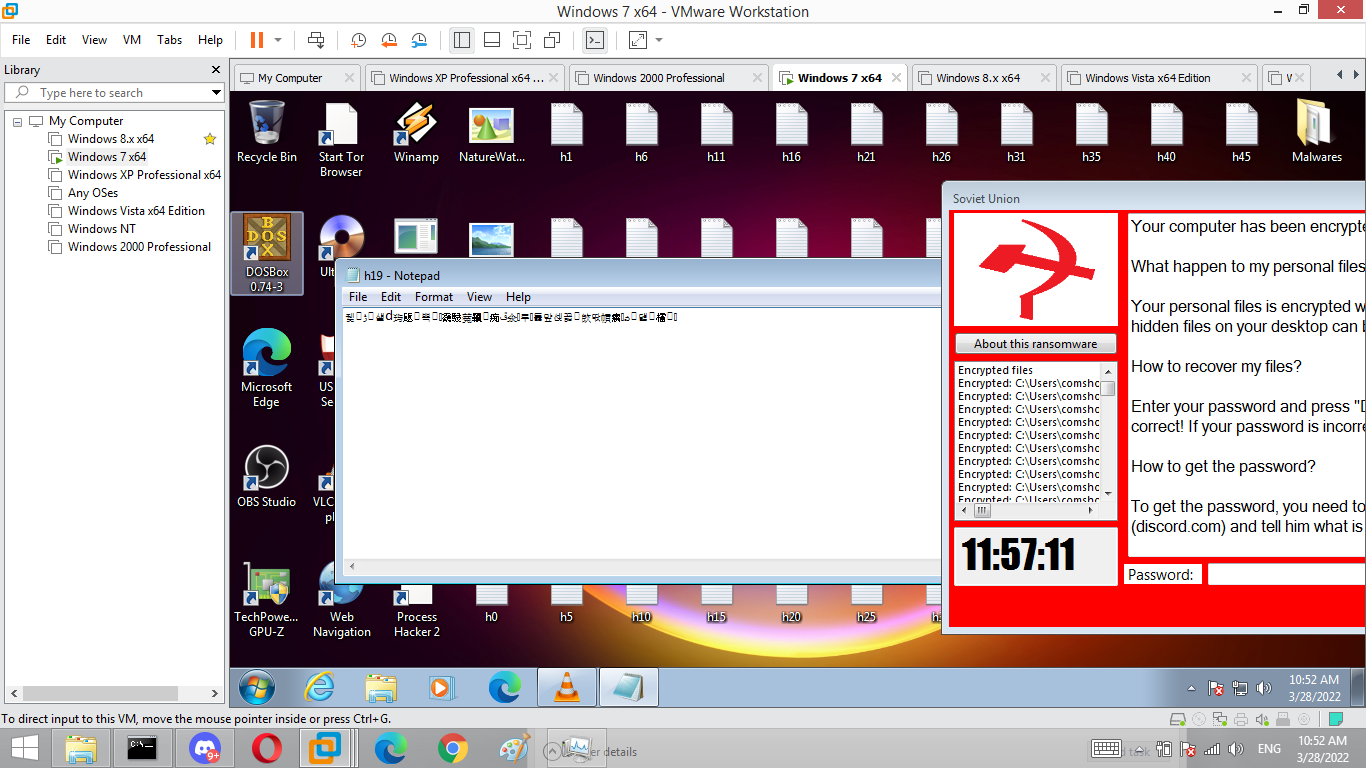 Windows 7 x64 - VMware Workstation
File Edit View VM Tabs Help
Library
Type here to search
My Computer
Windows 8.x x64
Windows 7 x64
Windows XP Professional x64
Any OSes
Windows Vista x64 Edition
Windows NT
Windows 2000 Professional
My Computer Windows XP Professional x64 ... Windows 2000 Professional Windows 7 x64 Windows 8.x x64 Windows Vista x64 Edition
Recycle Bin Start Tor Browser Winamp NatureWat... h1 h6 h11 h16 h21 h26 h31 h35 h40 h45 Malwares
DOSBox 0.74-3
Microsoft Edge
OBS Studio
TechPowe... GPU-Z Web Navigation Process Hacker 2 h0 h5 h10 h15 h20 h25
h19 - Notepad
File Edit Format View Help
Soviet Union
About this ransomware
Encrypted files
Encrypted: C:\Users\comshc
Encrypted: C:\Users\comshc
Encrypted: C:\Users\comshc
Encrypted: C:\Users\comshc
Encrypted: C:\Users\comshc
Encrypted: C:\Users\comshc
Encrypted: C:\Users\comshc
Encrypted: C:\Users\comshc
Encrypted: C:\Users\comshc
Encrypted: C:\Users\comshc
11:57:11
Your computer has been encrypte
What happen to my personal files
Your personal files is encrypted w
hidden files on your desktop can b
How to recover my files?
Enter your password and press "D
correct! If your password is incorre
How to get the password?
To get the password, you need to
(discord.com) and tell him what is
Password:
10:52 AM
3/28/2022
To direct input to this VM, move the mouse pointer inside or press Ctrl+G.
9+
ENG
10:52 AM
3/28/2022